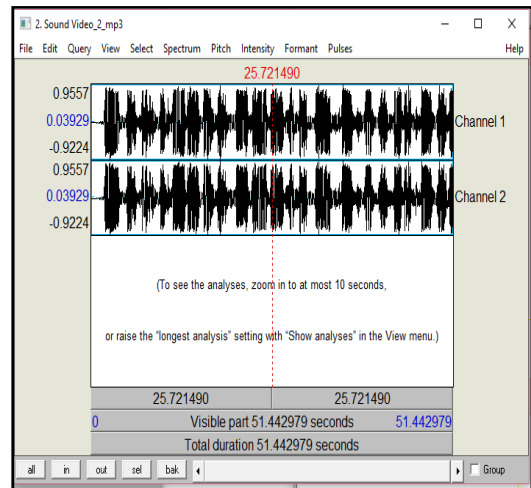 2. Sound Video_2_mp3
File Edit Query View Select Spectrum Pitch Intensity Formant Pulses Help
25.721490
0.9557
0.03929 Channel 1
-0.9224
0.9557
0.03929 Channel 2
-0.9224
(To see the analyses, zoom in to at most 10 seconds,
or raise the "longest analysis" setting with "Show analyses" in the View menu.)
25.721490 25.721490
0 Visible part 51.442979 seconds 51.442979
Total duration 51.442979 seconds
all in out sel bak Group